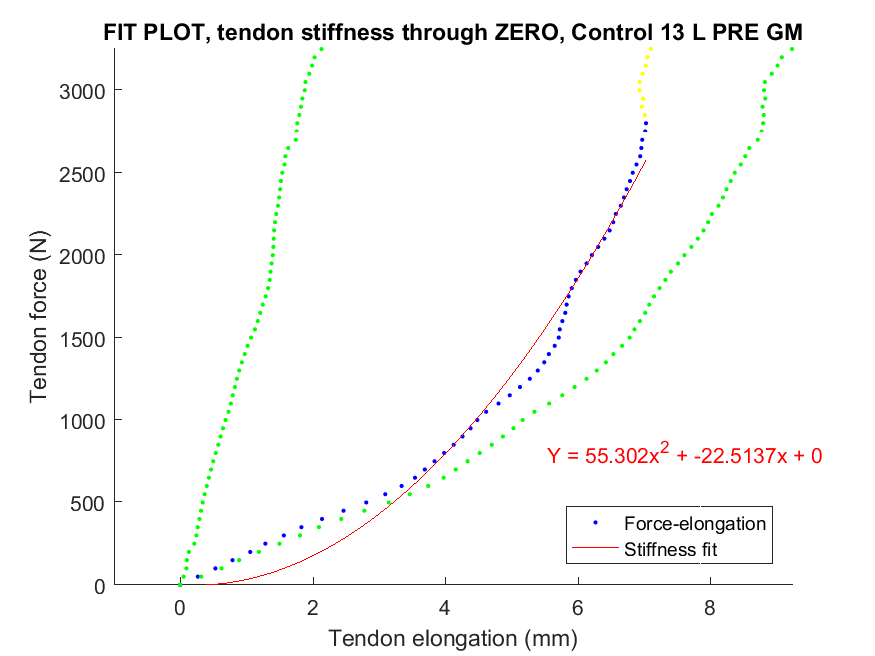 FIT PLOT, tendon stiffness through ZERO, Control 13 L PRE GM
3000
2500
2000
1500
1000
500
0
Tendon force (N)
Y = 55.302x² + -22.5137x + 0
Force-elongation
Stiffness fit
0 2 4 6 8
Tendon elongation (mm)